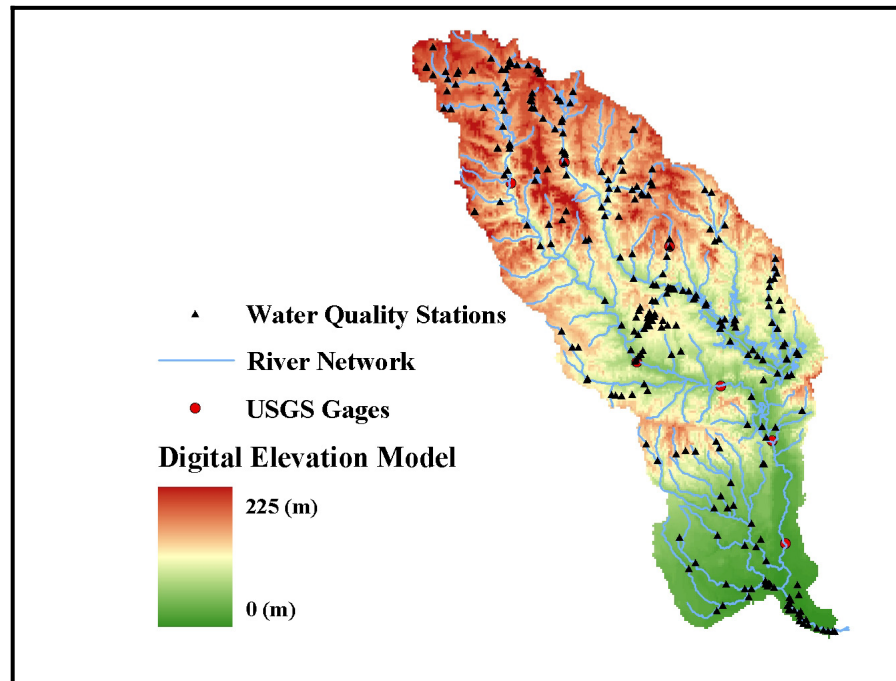 Water Quality Stations
River Network
USGS Gages
Digital Elevation Model
225 (m)
0 (m)